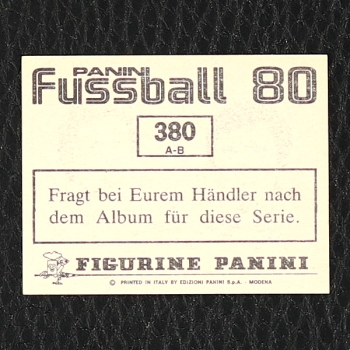 PANINI
Fussball 80
380
A-B
Fragt bei Eurem Händler nach
dem Album für diese Serie.
FIGURINE PANINI
© PRINTED IN ITALY BY EDIZIONI PANINI S.p.A. - MODENA